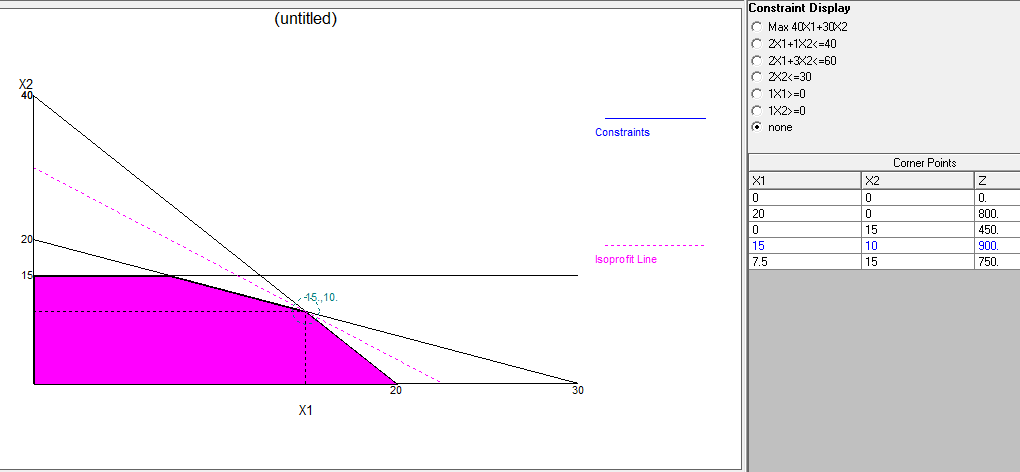 (untitled)
X2
40
20
15
15.,10.
20
30
X1
Constraints
Isoprofit Line
Constraint Display
Max 40X1+30X2
2X1+1X2<=40
2X1+3X2<=60
2X2<=30
1X1>=0
1X2>=0
none
Corner Points
X1 X2 Z
0 0 0.
20 0 800.
0 15 450.
15 10 900.
7.5 15 750.